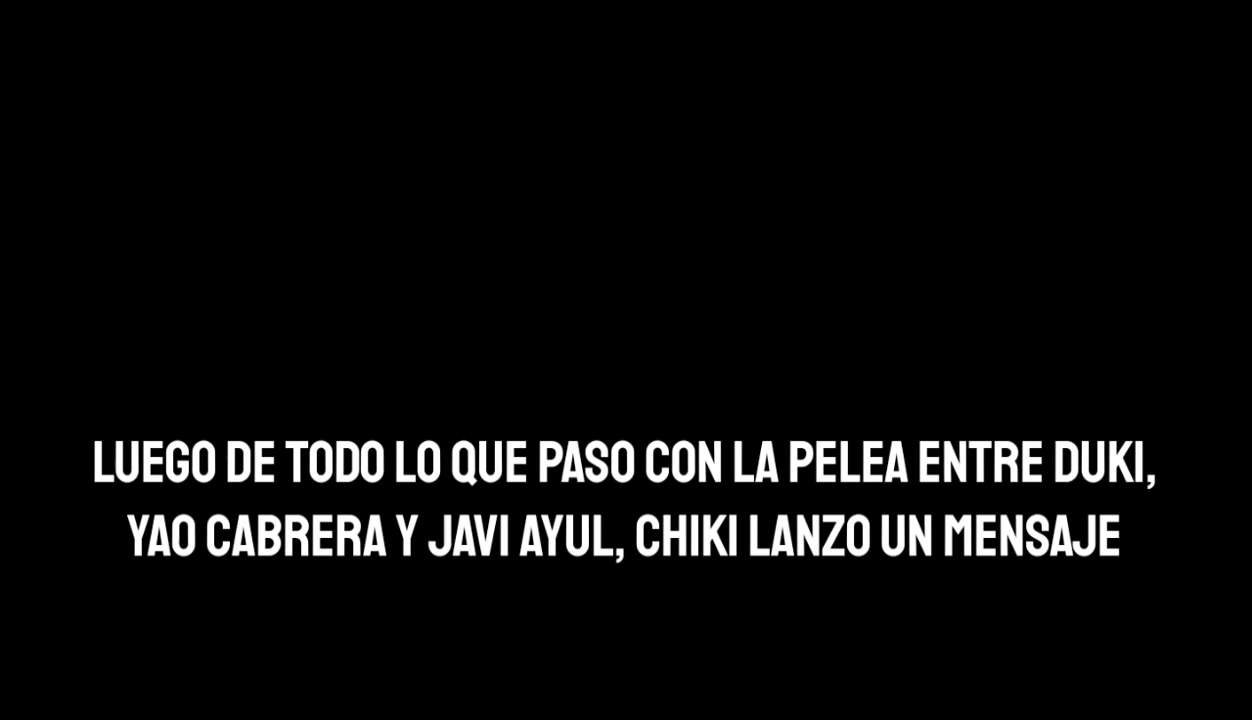 LUEGO DE TODO LO QUE PASO CON LA PELEA ENTRE DUKI,
YAO CABRERA Y JAVI AYUL, CHIKI LANZO UN MENSAJE